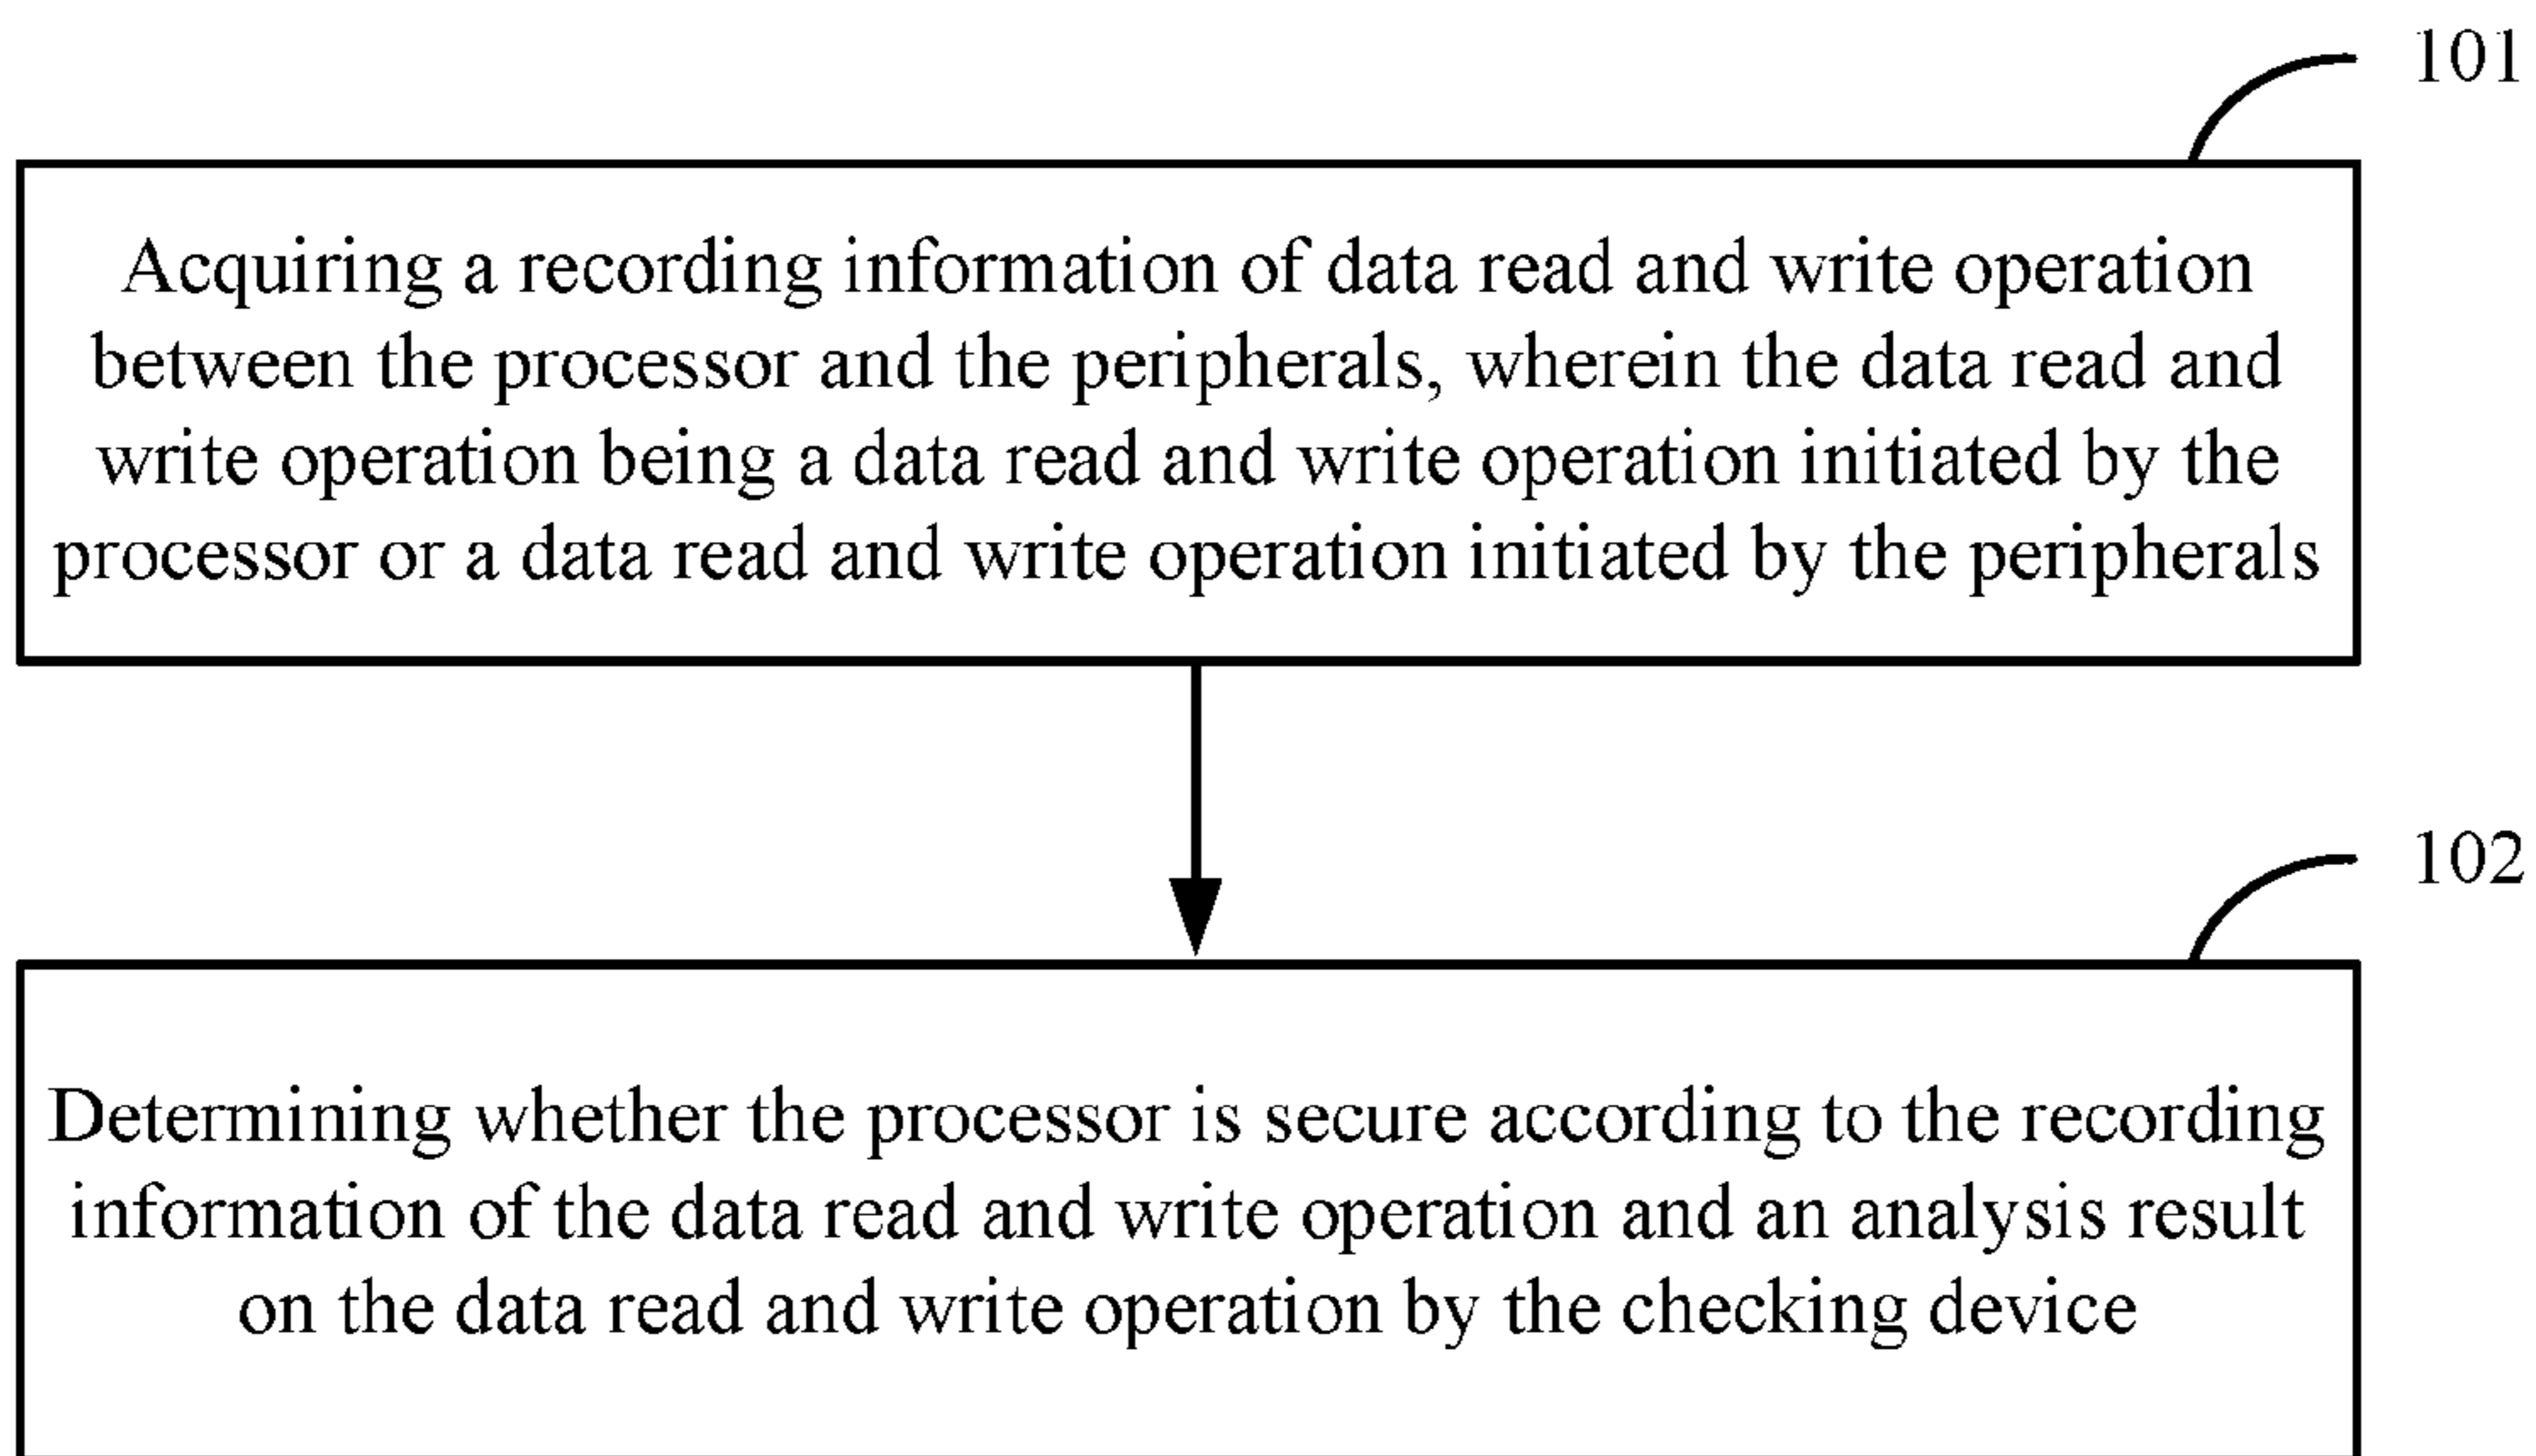 101
Acquiring a recording information of data read and write operation
between the processor and the peripherals, wherein the data read and
write operation being a data read and write operation initiated by the
processor or a data read and write operation initiated by the peripherals
102
Determining whether the processor is secure according to the recording
information of the data read and write operation and an analysis result
on the data read and write operation by the checking device